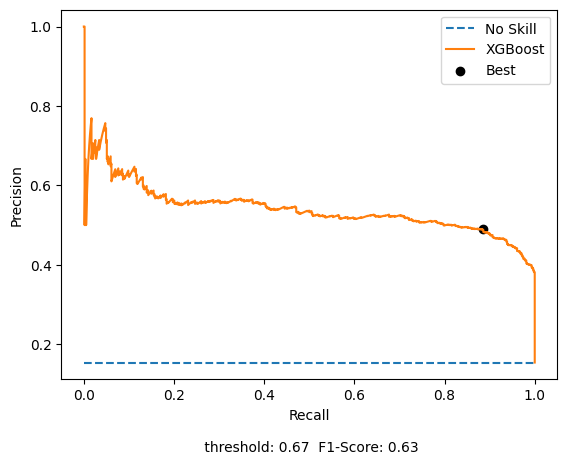 No Skill
XGBoost
Best
1.0
0.8
0.6
0.4
0.2
Precision
0.0 0.2 0.4 0.6 0.8 1.0
Recall
threshold: 0.67 F1-Score: 0.63